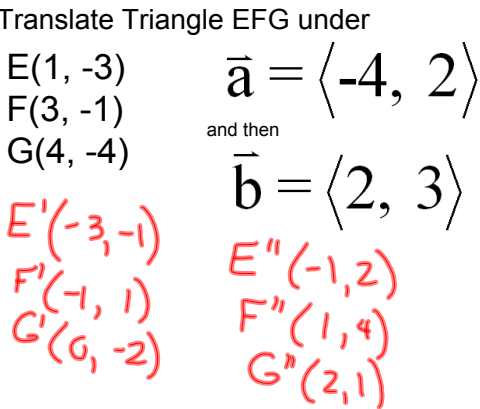 Translate Triangle EFG under
E(1, -3)
F(3, -1)
G(4, -4)
a = ⟨-4, 2⟩
and then
b = ⟨2, 3⟩
E'(-3,-1)
F'(-1, 1)
G'(0, -2)
E"(-1,2)
F"(1,4)
G"(2,1)